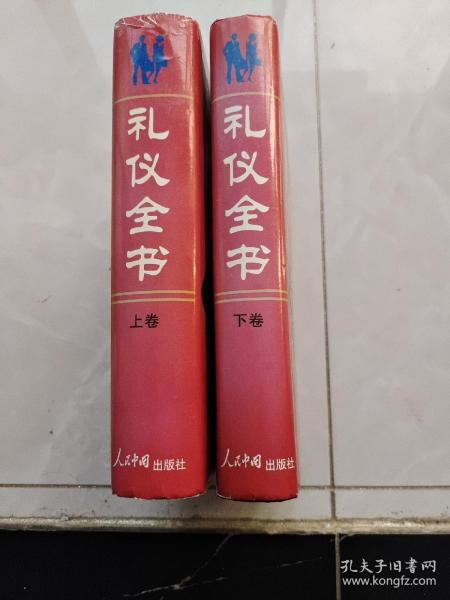 礼仪全书
上卷
人民中国出版社
礼仪全书
下卷
人民中国出版社
孔夫子旧书网
www.kongfz.com